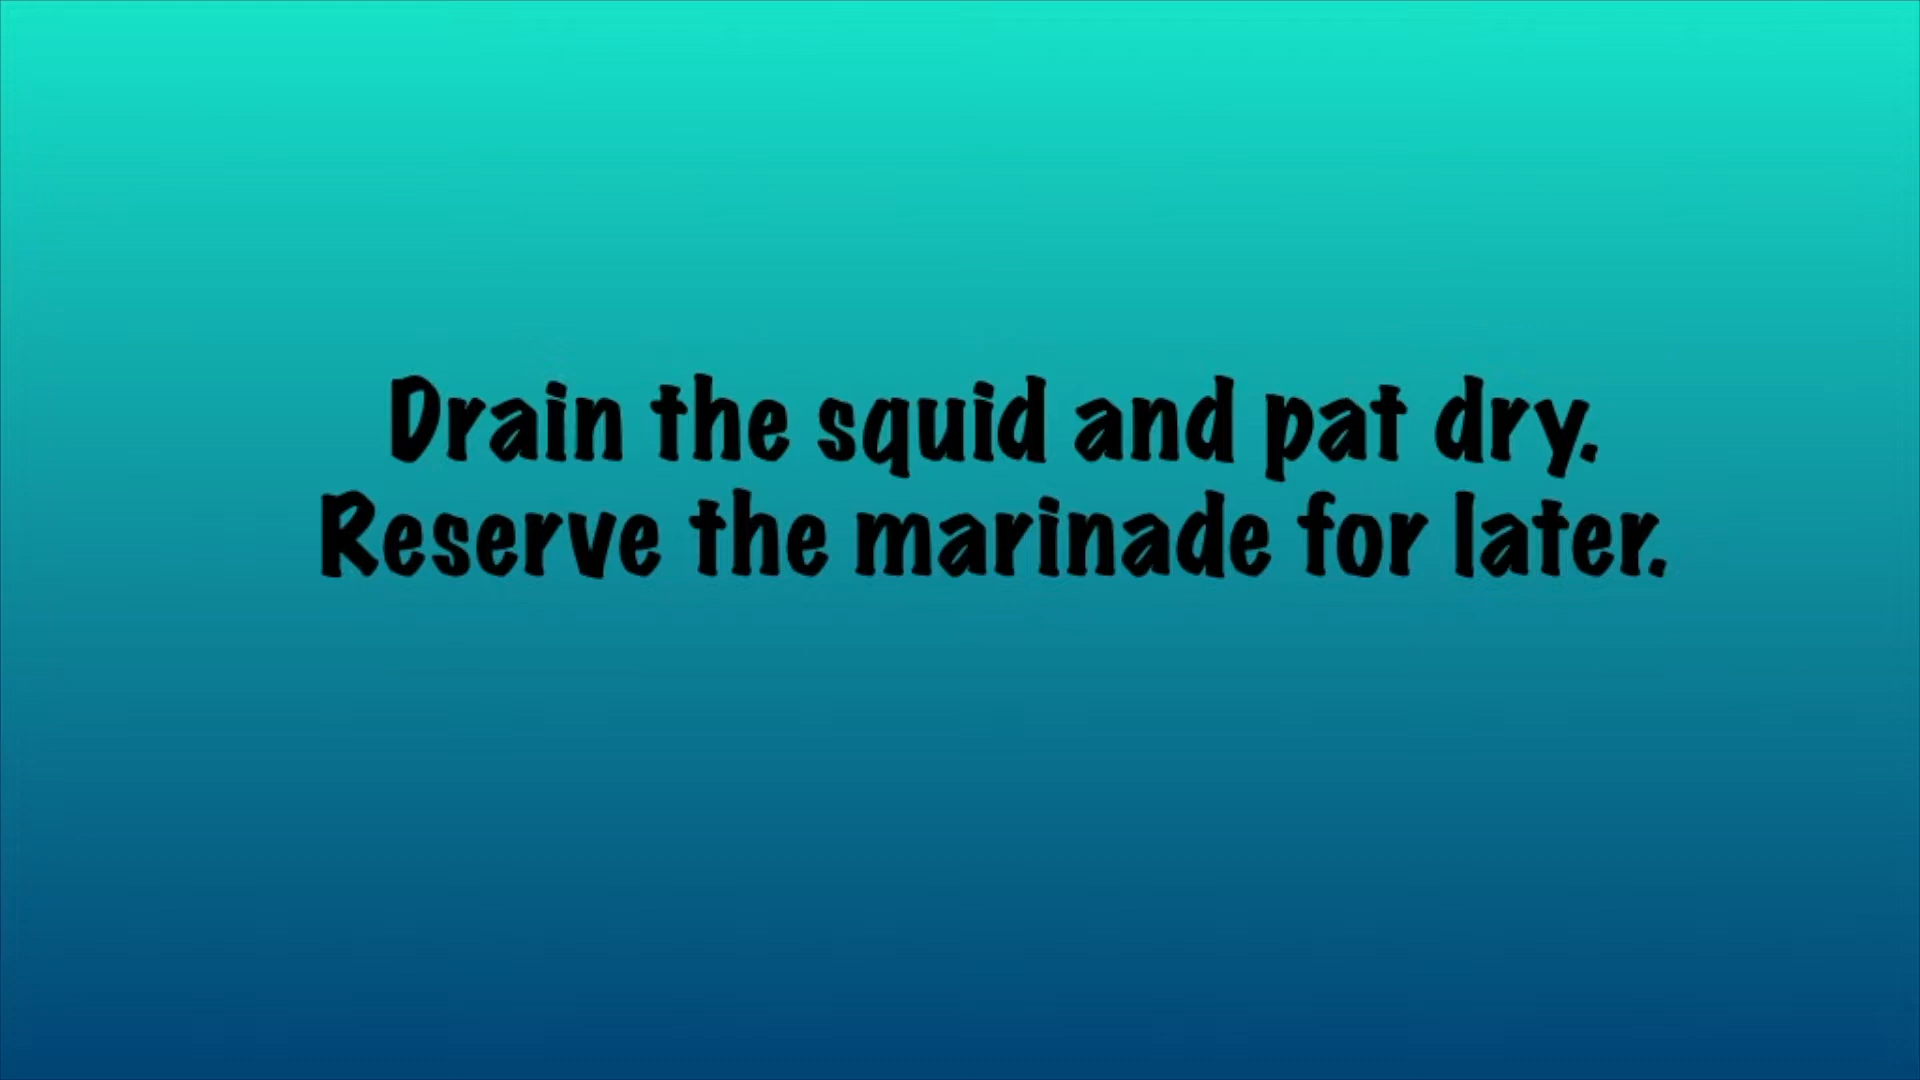 Drain the squid and pat dry.
Reserve the marinade for later.